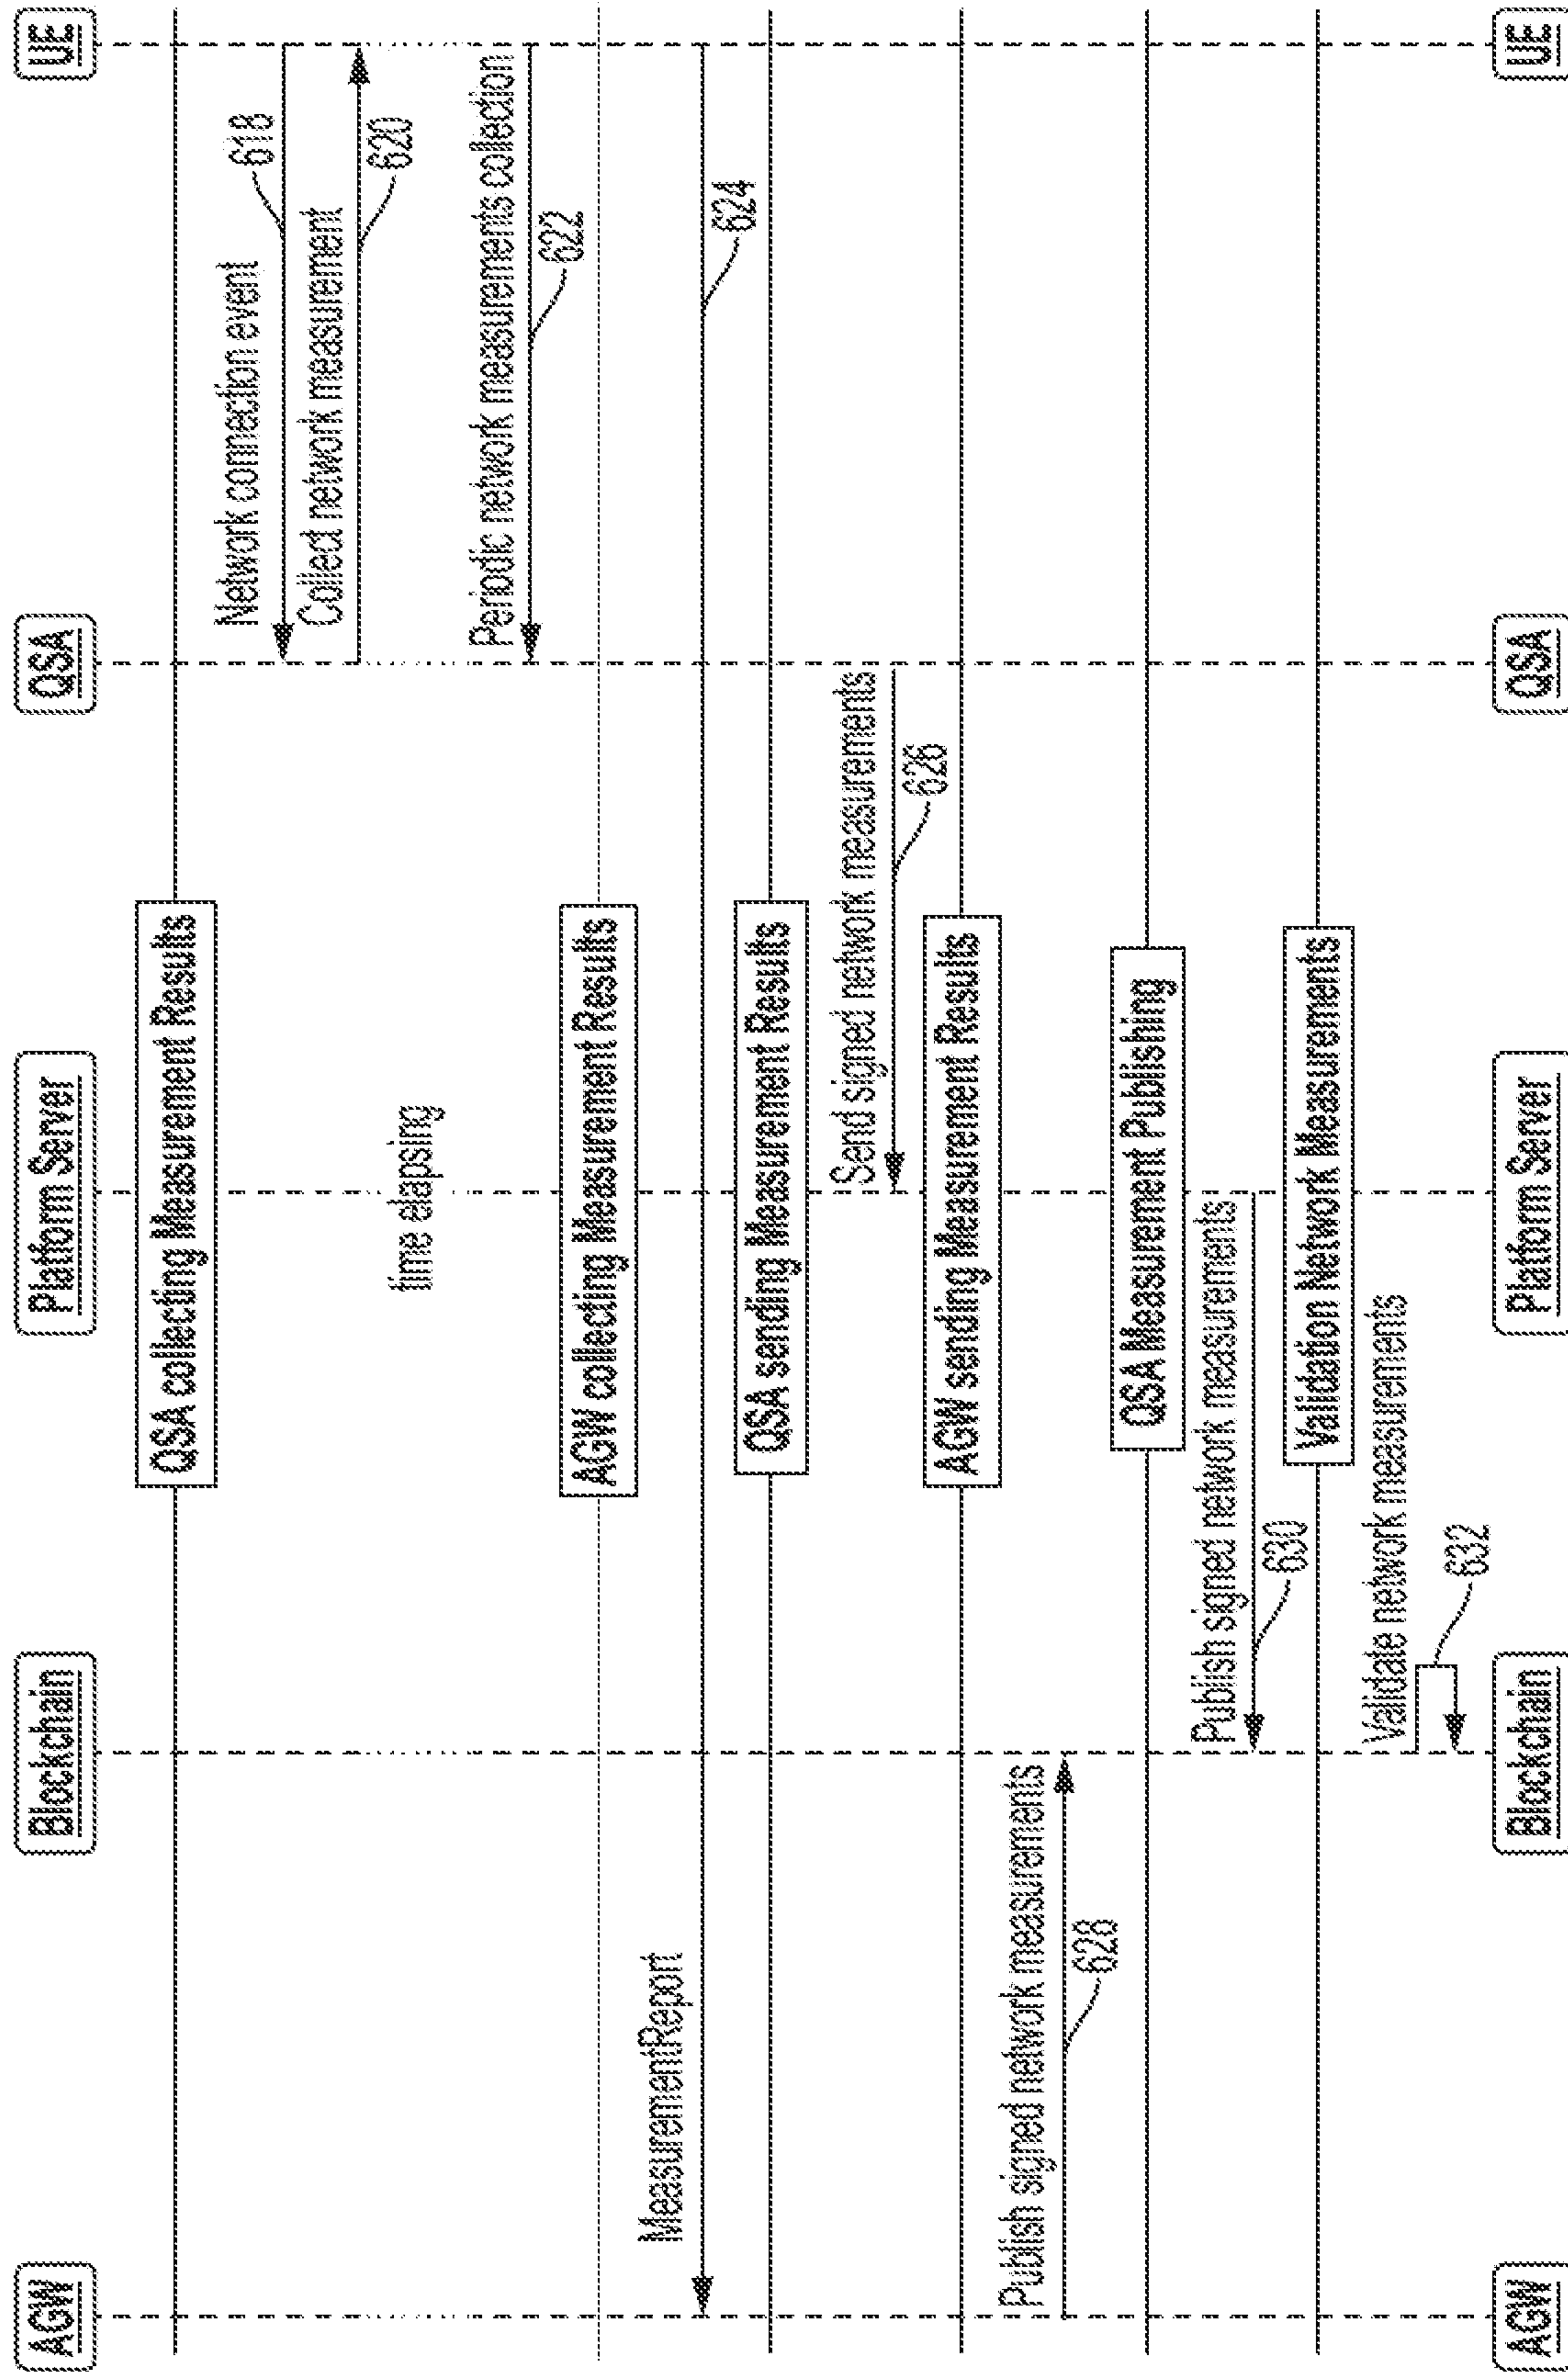 AGW
Blockchain
Platform Server
QSA
UE
QSA collecting Measurement Results
Network connection event
618
Collect network measurement
620
time elapsing
Periodic network measurements collection
622
AGW collecting Measurement Results
MeasurementReport
624
QSA sending Measurement Results
Send signed network measurements
626
AGW sending Measurement Results
Publish signed network measurements
628
QSA Measurement Publishing
Publish signed network measurements
630
Validation Network Measurements
Validate network measurements
632
AGW
Blockchain
Platform Server
QSA
UE